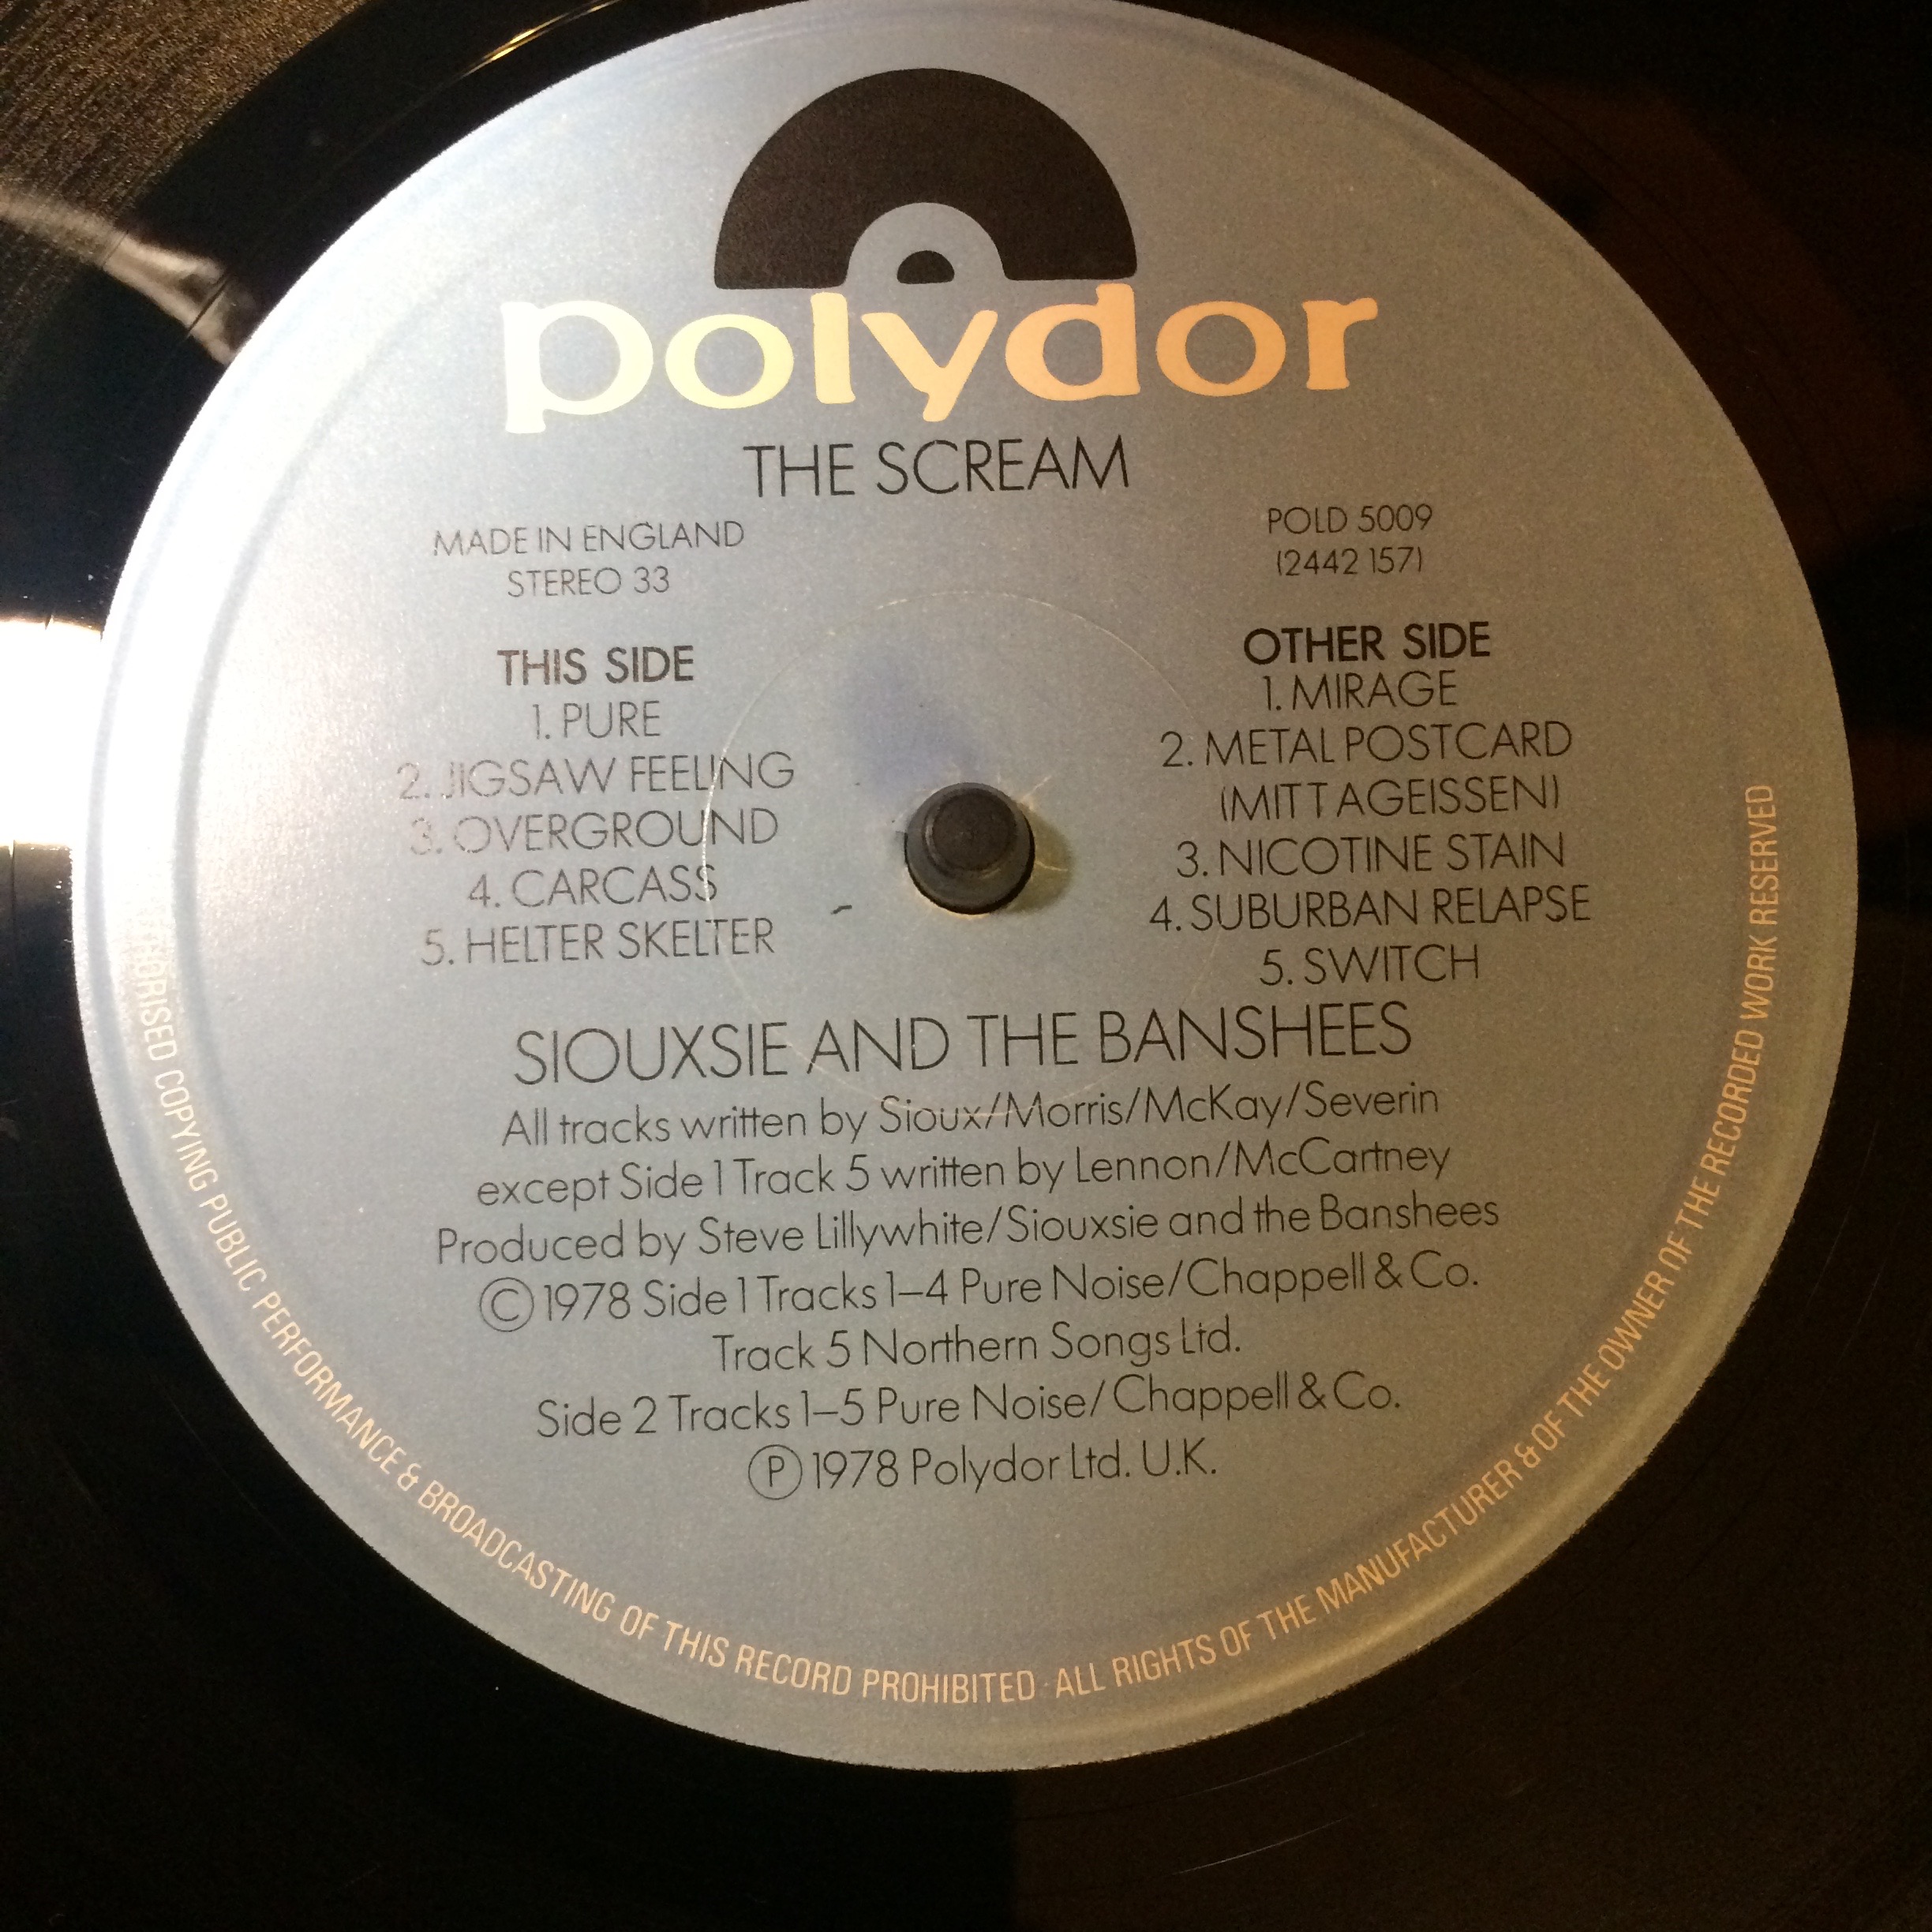 polydor
THE SCREAM
MADE IN ENGLAND
STEREO 33
POLD 5009
(2442 157)
THIS SIDE
1. PURE
2. JIGSAW FEELING
3. OVERGROUND
4. CARCASS
5. HELTER SKELTER
OTHER SIDE
1. MIRAGE
2. METAL POSTCARD
(MITTAGEISSEN)
3. NICOTINE STAIN
4. SUBURBAN RELAPSE
5. SWITCH
SIOUXSIE AND THE BANSHEES
All tracks written by Sioux/Morris/McKay/Severin
except Side 1 Track 5 written by Lennon/McCartney
Produced by Steve Lillywhite/Siouxsie and the Banshees
©1978 Side 1 Tracks 1–4 Pure Noise/Chappell & Co.
Track 5 Northern Songs Ltd.
Side 2 Tracks 1–5 Pure Noise/Chappell & Co.
℗1978 Polydor Ltd. U.K.
COPYING PUBLIC PERFORMANCE & BROADCASTING OF THIS RECORD PROHIBITED · ALL RIGHTS OF THE MANUFACTURER & OF THE OWNER OF THE RECORDED WORK RESERVED